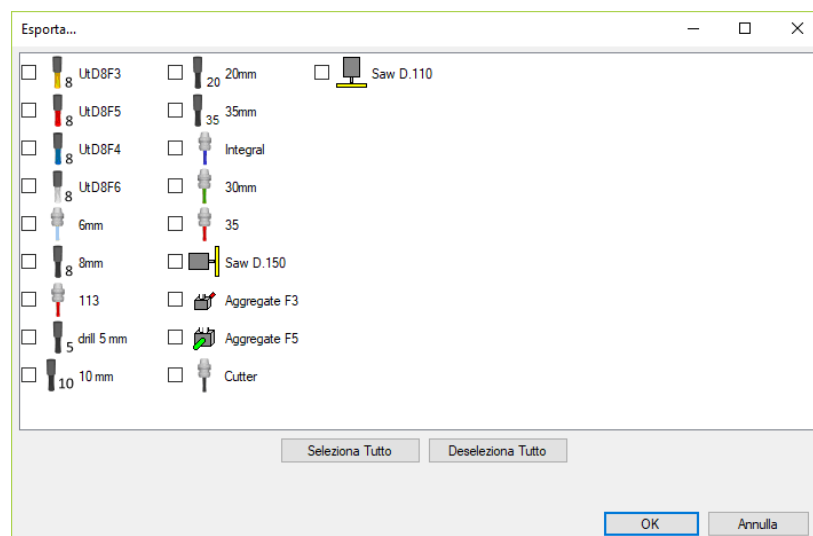 Esporta...
8 UtD8F3
8 UtD8F5
8 UtD8F4
8 UtD8F6
6mm
8 8mm
113
5 drill 5 mm
10 10 mm
20 20mm
35 35mm
Integral
30mm
35
Saw D.150
Aggregate F3
Aggregate F5
Cutter
Saw D.110
Seleziona Tutto Deseleziona Tutto
OK Annulla